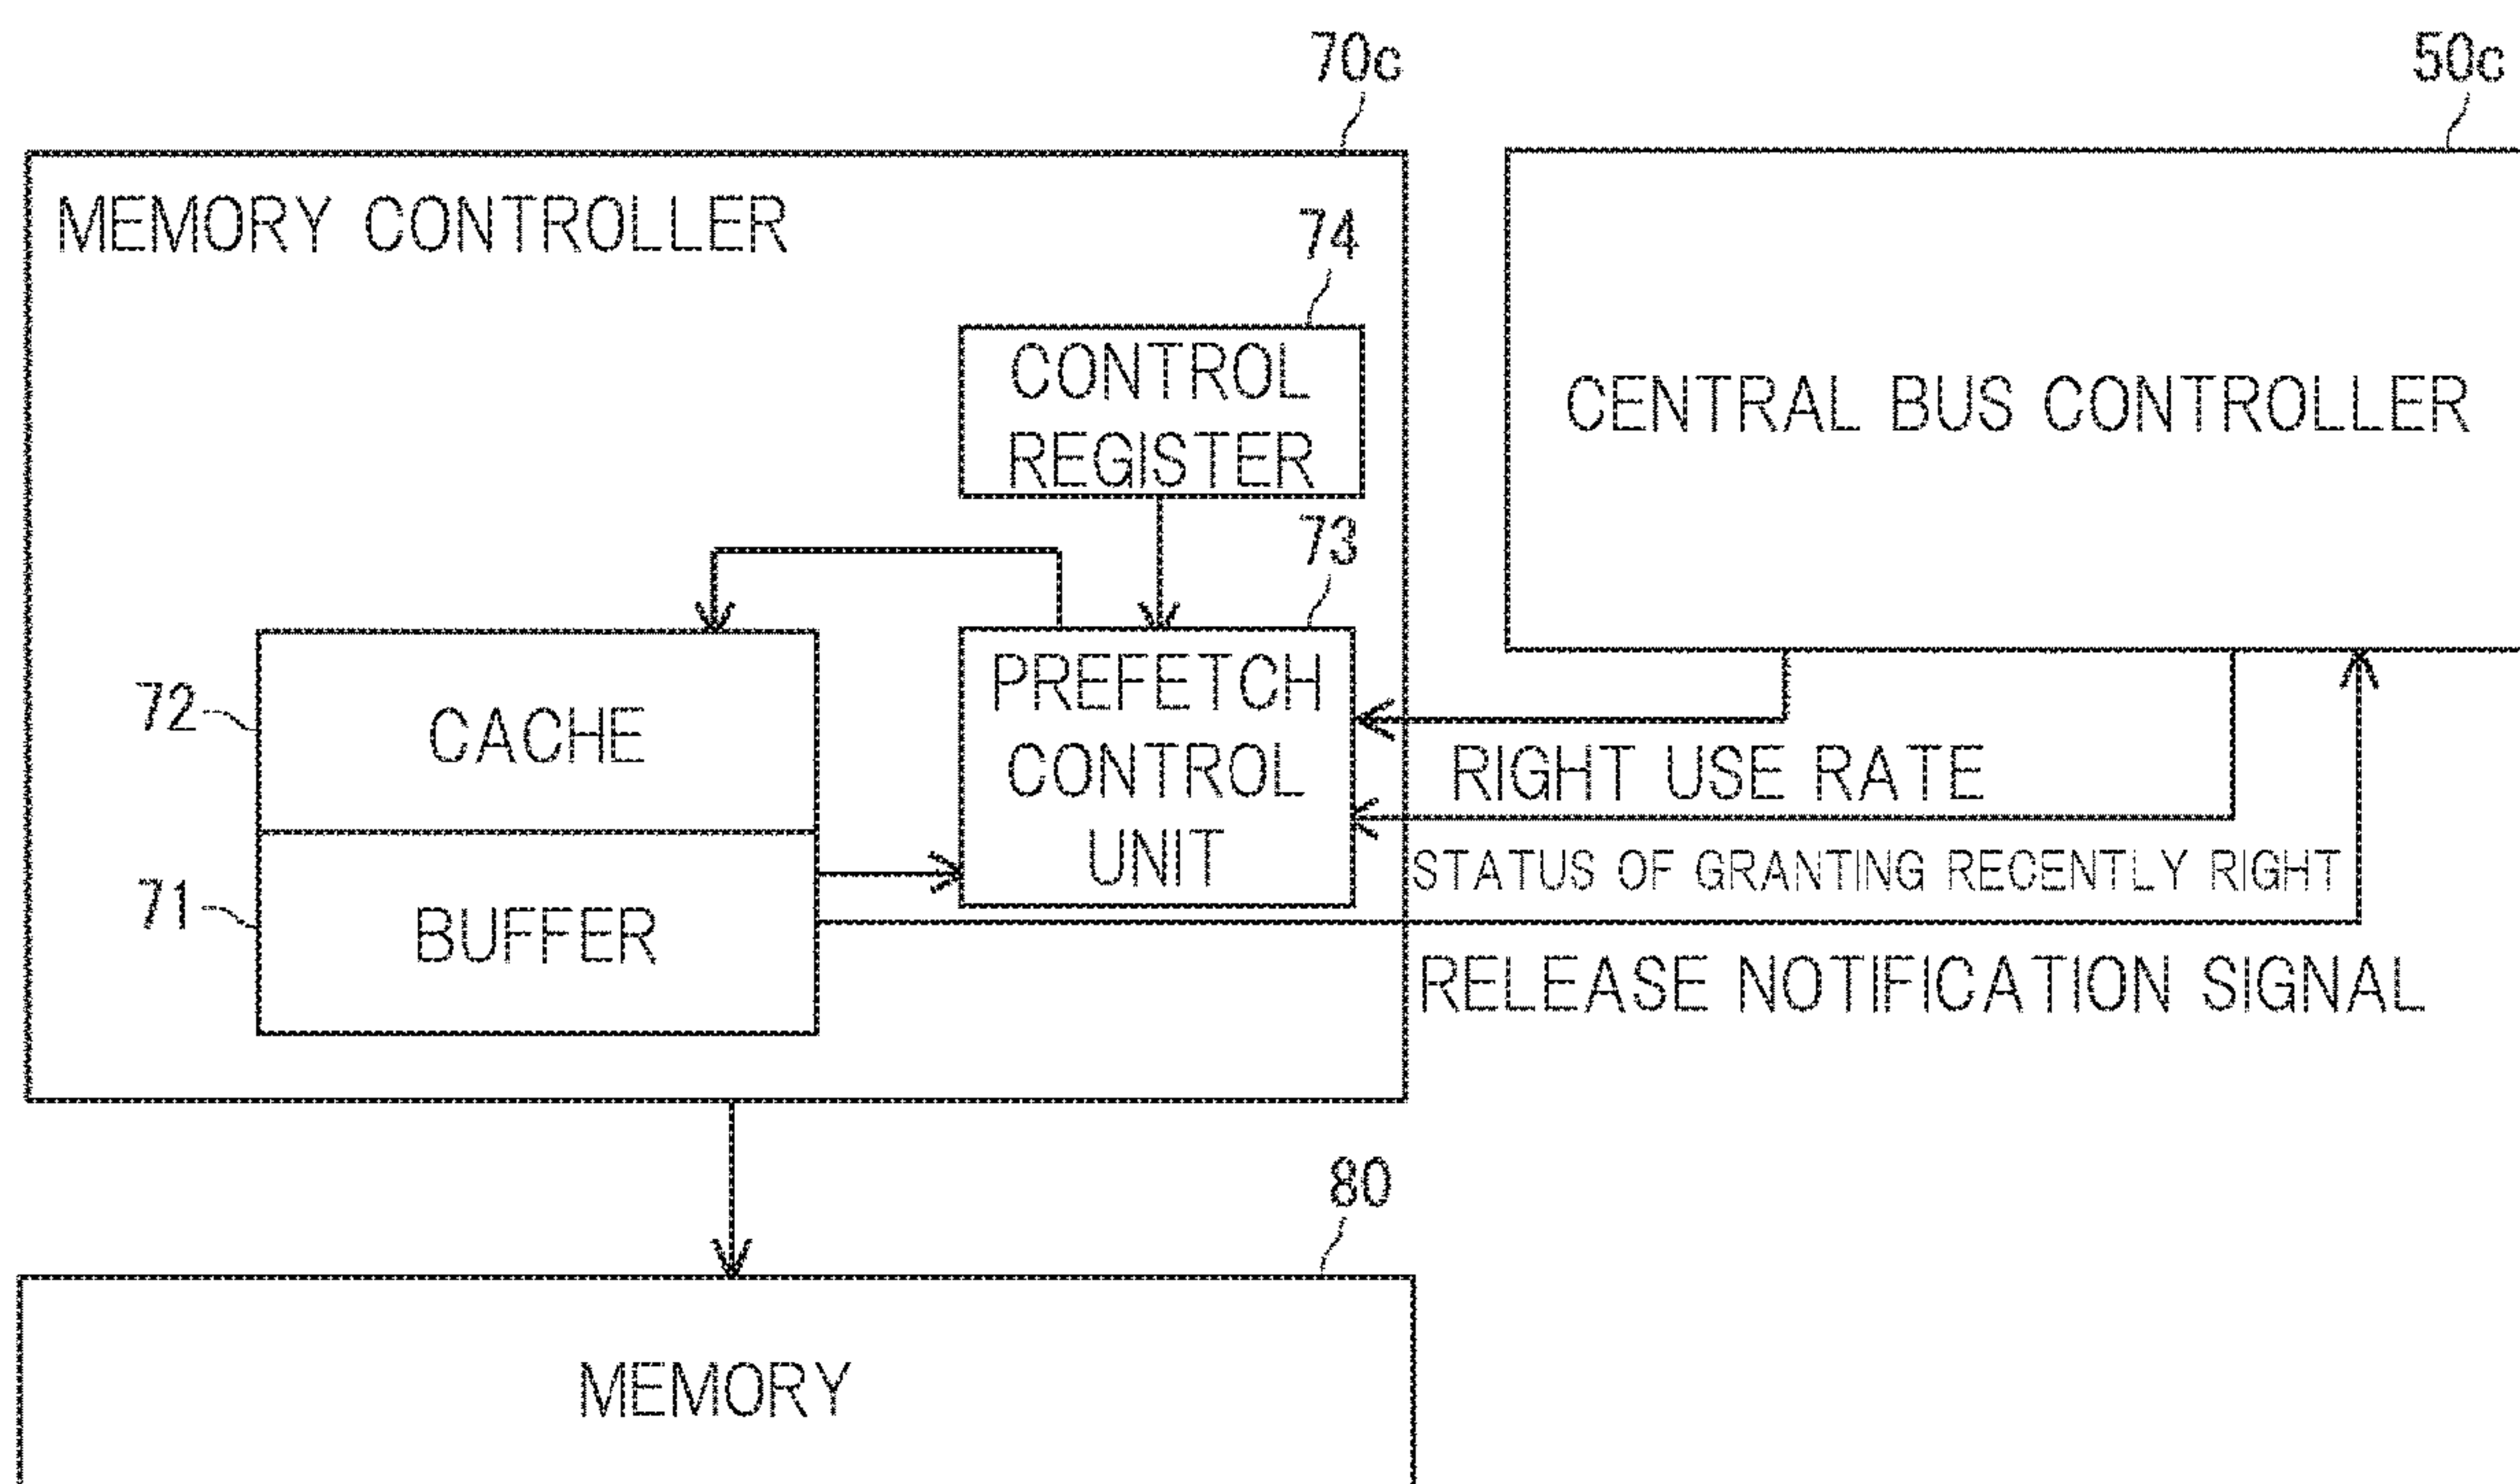 70c
50c
MEMORY CONTROLLER
74
CONTROL
REGISTER
CENTRAL BUS CONTROLLER
73
PREFETCH
CONTROL
UNIT
72
CACHE
RIGHT USE RATE
71
BUFFER
STATUS OF GRANTING RECENTLY RIGHT
RELEASE NOTIFICATION SIGNAL
80
MEMORY